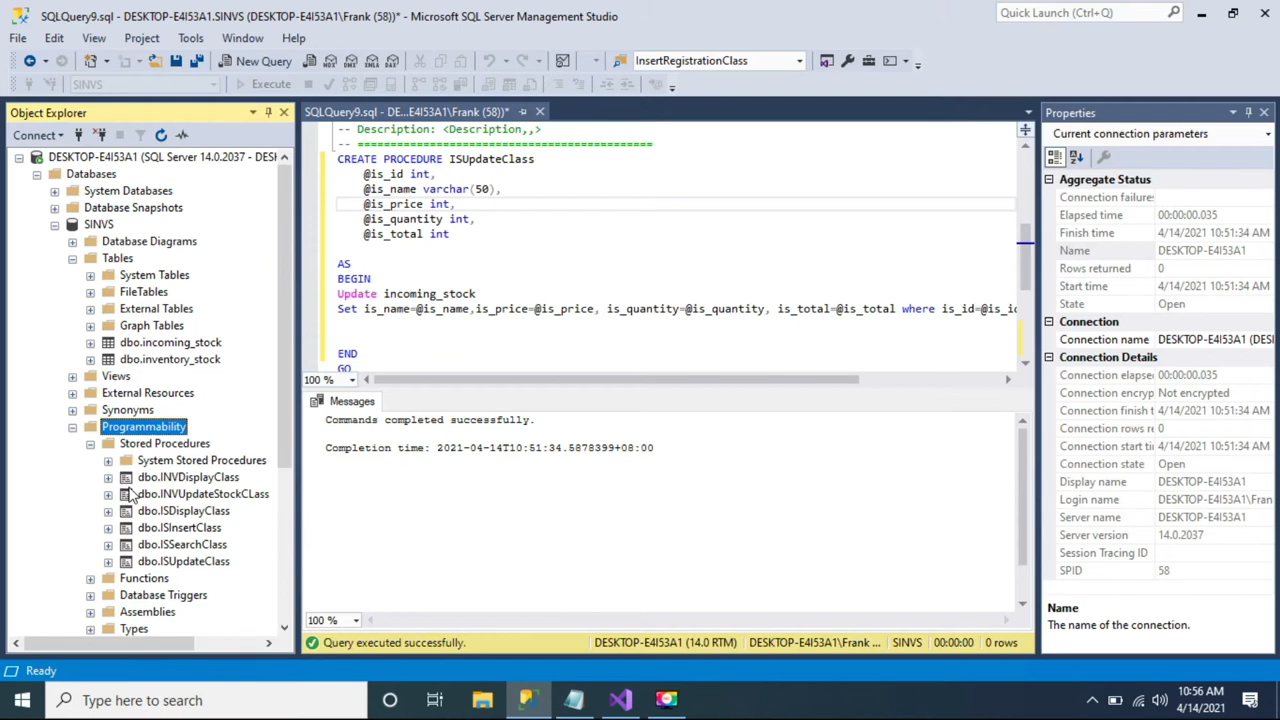 SQLQuery9.sql - DESKTOP-E4I53A1.SINVS (DESKTOP-E4I53A1\Frank (58))* - Microsoft SQL Server Management Studio
Quick Launch (Ctrl+Q)
File Edit View Project Tools Window Help
New Query
MDX DMX XMLA DAX
InsertRegistrationClass
SINVS
Execute
Object Explorer
SQLQuery9.sql - DE...E4I53A1\Frank (58))*
Properties
Connect
DESKTOP-E4I53A1 (SQL Server 14.0.2037 - DESK
Databases
System Databases
Database Snapshots
SINVS
Database Diagrams
Tables
System Tables
FileTables
External Tables
Graph Tables
dbo.incoming_stock
dbo.inventory_stock
Views
External Resources
Synonyms
Programmability
Stored Procedures
System Stored Procedures
dbo.INVDisplayClass
dbo.INVUpdateStockCLass
dbo.ISDisplayClass
dbo.ISInsertClass
dbo.ISSearchClass
dbo.ISUpdateClass
Functions
Database Triggers
Assemblies
Types
-- Description: <Description,,>
-- =============================================
CREATE PROCEDURE ISUpdateClass
@is_id int,
@is_name varchar(50),
@is_price int,
@is_quantity int,
@is_total int
AS
BEGIN
Update incoming_stock
Set is_name=@is_name,is_price=@is_price, is_quantity=@is_quantity, is_total=@is_total where is_id=@is_id
END
GO
100 %
Messages
Commands completed successfully.
Completion time: 2021-04-14T10:51:34.5878399+08:00
100 %
Query executed successfully.
DESKTOP-E4I53A1 (14.0 RTM)
DESKTOP-E4I53A1\Frank ...
SINVS
00:00:00
0 rows
Current connection parameters
Aggregate Status
Connection failures
Elapsed time 00:00:00.035
Finish time 4/14/2021 10:51:34 AM
Name DESKTOP-E4I53A1
Rows returned 0
Start time 4/14/2021 10:51:34 AM
State Open
Connection
Connection name DESKTOP-E4I53A1 (DES
Connection Details
Connection elapse 00:00:00.035
Connection encryp Not encrypted
Connection finish t 4/14/2021 10:51:34 AM
Connection rows re 0
Connection start ti 4/14/2021 10:51:34 AM
Connection state Open
Display name DESKTOP-E4I53A1
Login name DESKTOP-E4I53A1\Fran
Server name DESKTOP-E4I53A1
Server version 14.0.2037
Session Tracing ID
SPID 58
Name
The name of the connection.
Ready
Type here to search
10:56 AM
4/14/2021